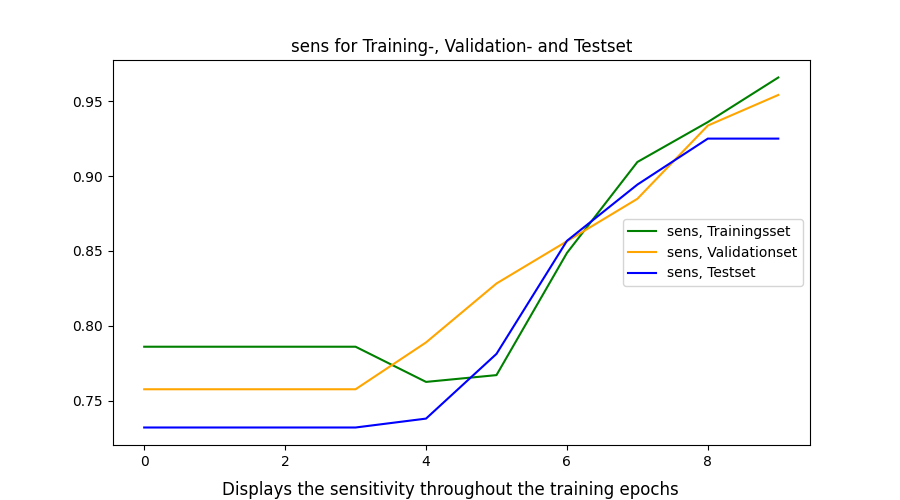 sens for Training-, Validation- and Testset
0.95
0.90
0.85
0.80
0.75
sens, Trainingsset
sens, Validationset
sens, Testset
0 2 4 6 8
Displays the sensitivity throughout the training epochs